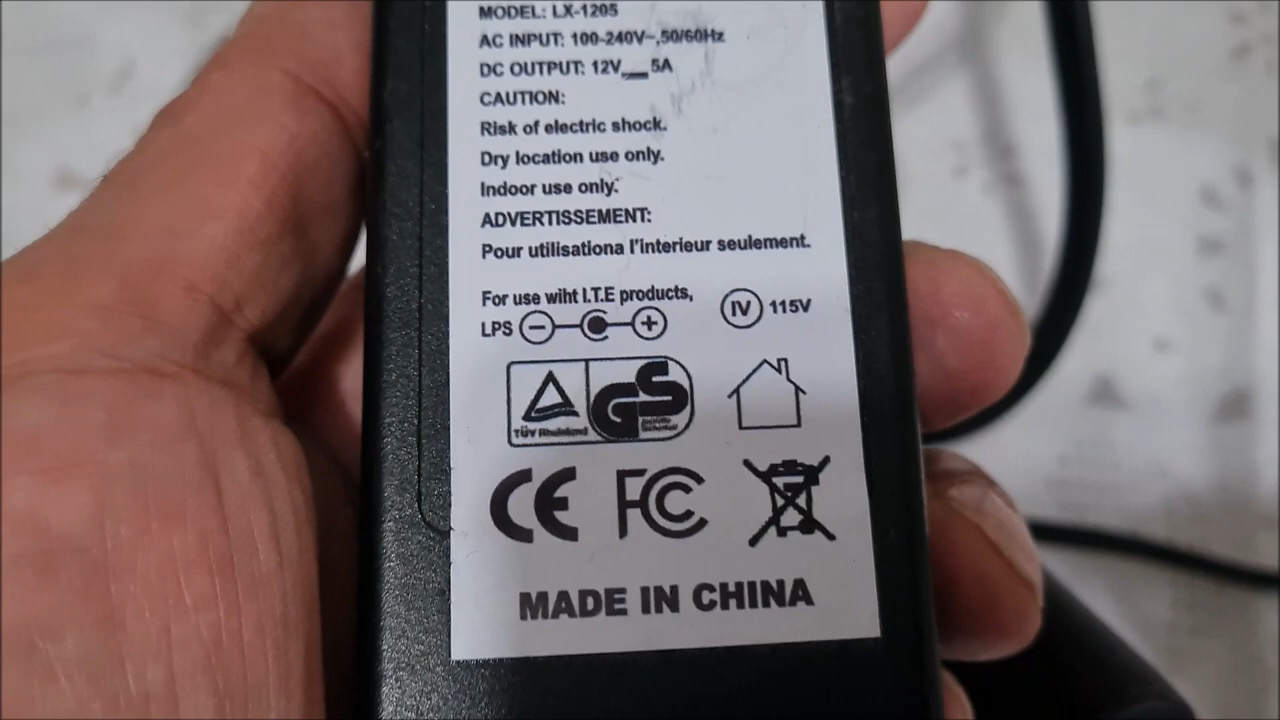 MODEL: LX-1205
AC INPUT: 100-240V~,50/60Hz
DC OUTPUT: 12V⎓5A
CAUTION:
Risk of electric shock.
Dry location use only.
Indoor use only.
ADVERTISSEMENT:
Pour utilisationa l'interieur seulement.
For use wiht I.T.E products,
LPS - +
IV 115V
TÜV Rheinland
GS
CE FC
MADE IN CHINA